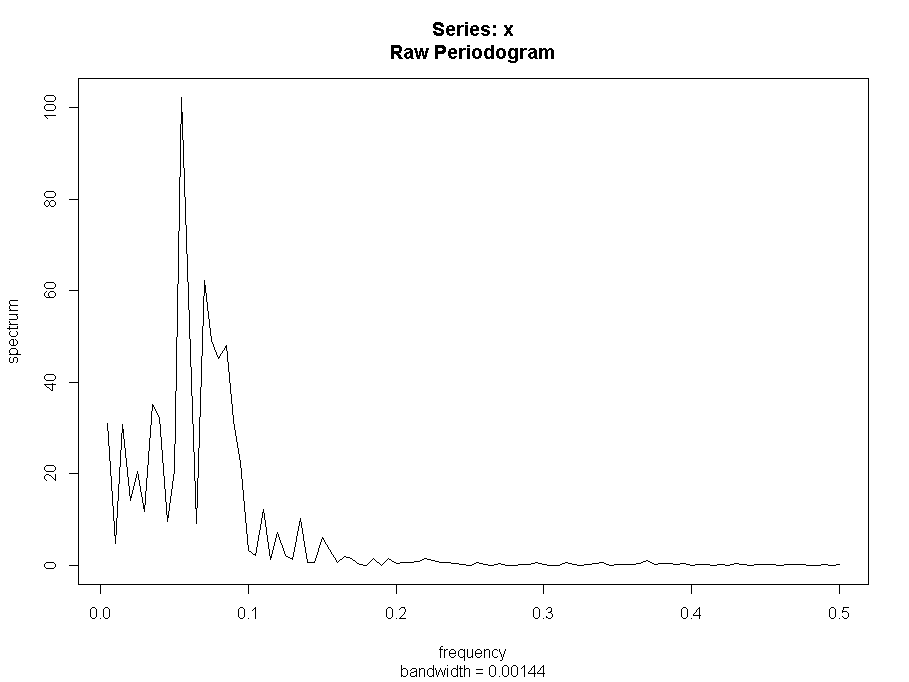 Series: x
Raw Periodogram
100
80
60
40
20
0
spectrum
0.0 0.1 0.2 0.3 0.4 0.5
frequency
bandwidth = 0.00144